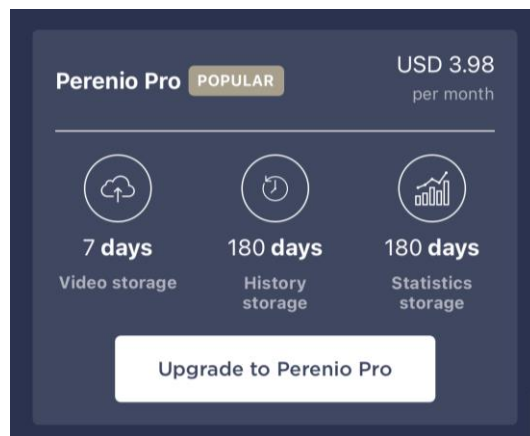 Perenio Pro POPULAR
USD 3.98
per month
7 days
Video storage
180 days
History
storage
180 days
Statistics
storage
Upgrade to Perenio Pro